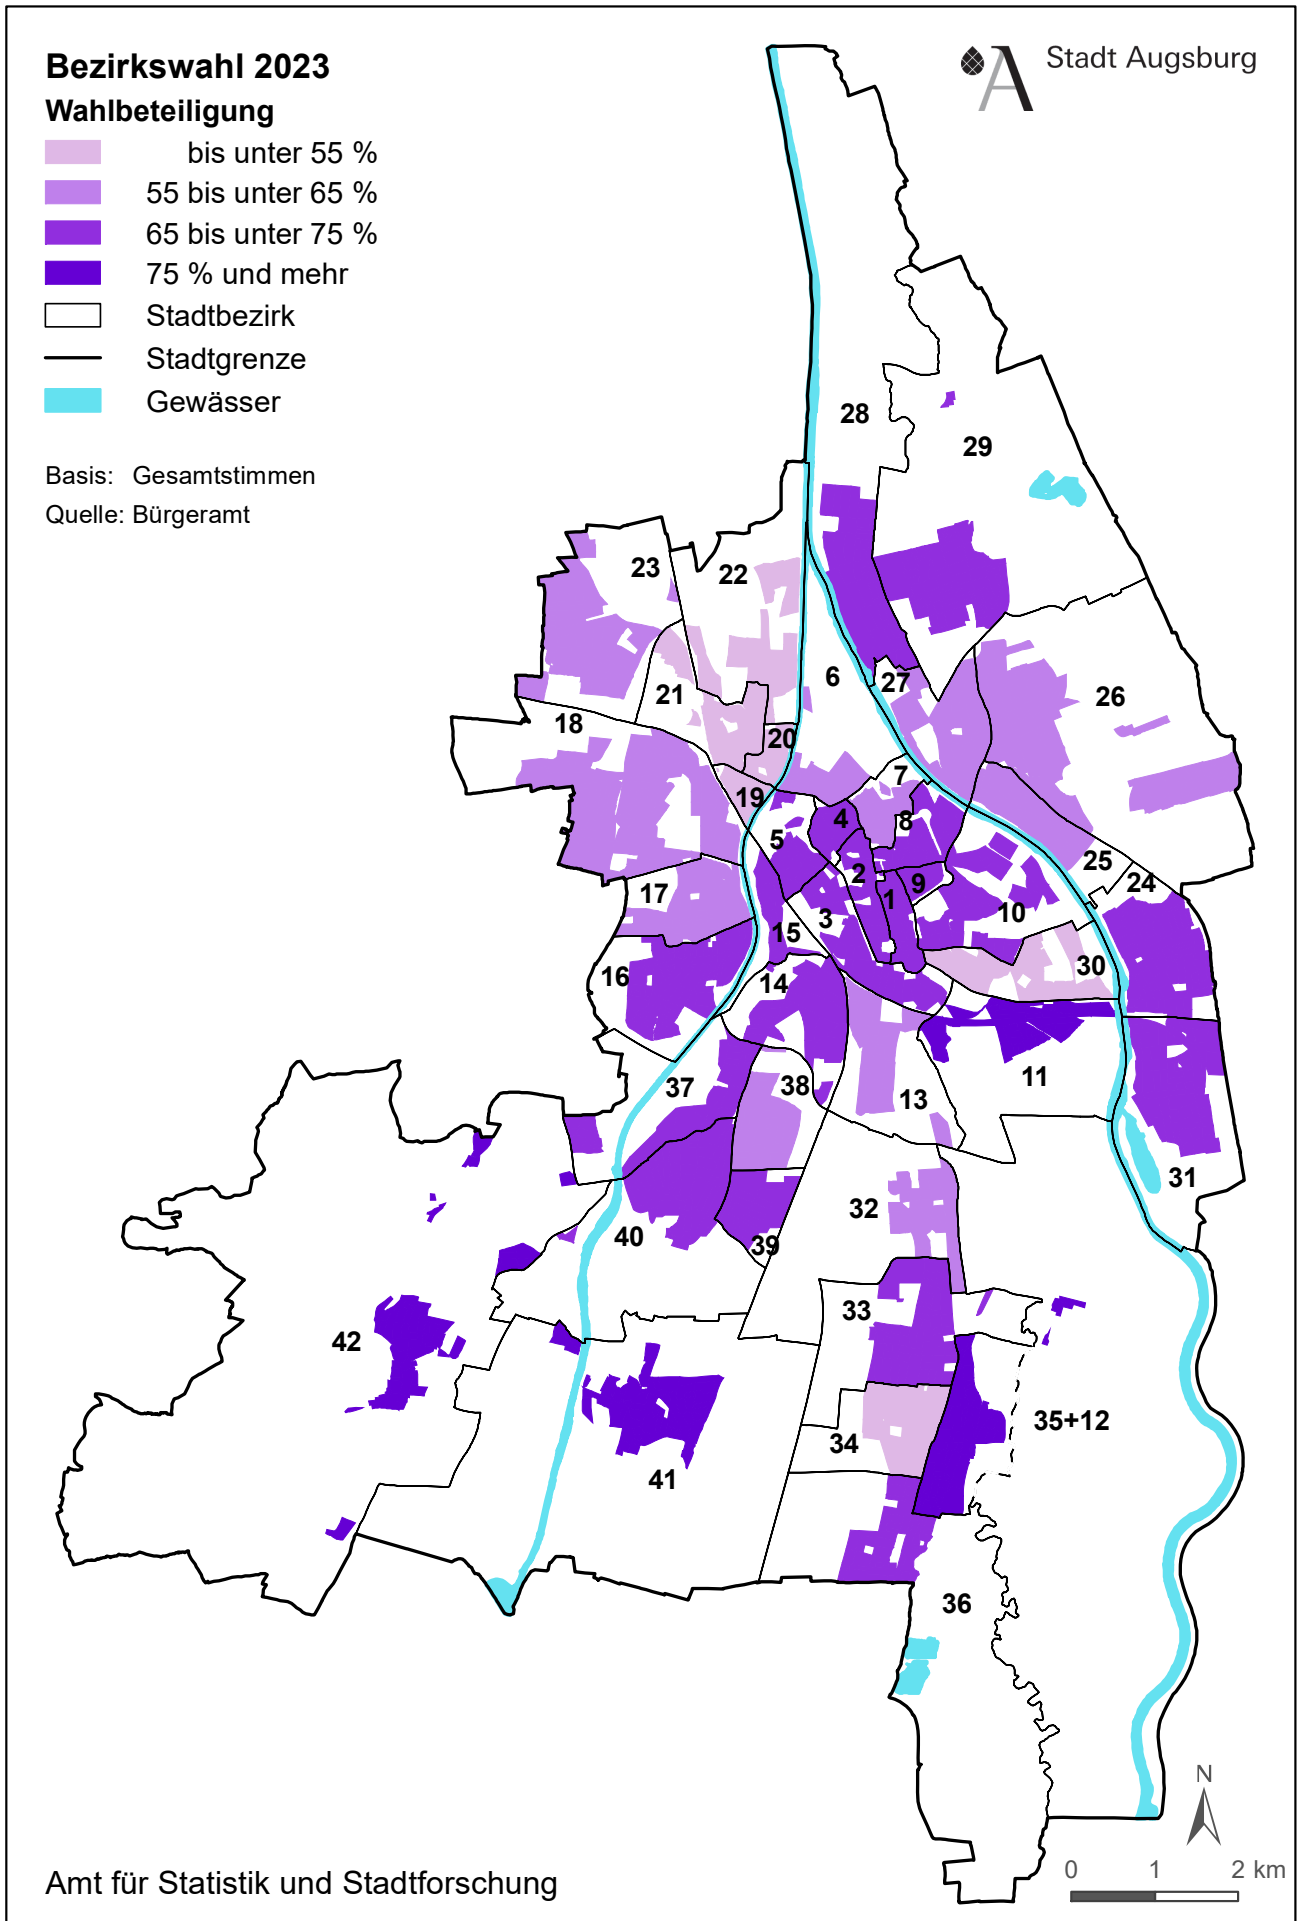 Bezirkswahl 2023
Wahlbeteiligung
bis unter 55 %
55 bis unter 65 %
65 bis unter 75 %
75 % und mehr
Stadtbezirk
Stadtgrenze
Gewässer
Basis: Gesamtstimmen
Quelle: Bürgeramt
A Stadt Augsburg
28
29
23
22
6
27
21
26
18
20
7
19
4
8
5
25
2
24
17
9
1
10
3
15
30
16
14
11
37
38
13
31
32
40
39
33
42
35+12
34
41
36
N
0 1 2 km
Amt für Statistik und Stadtforschung